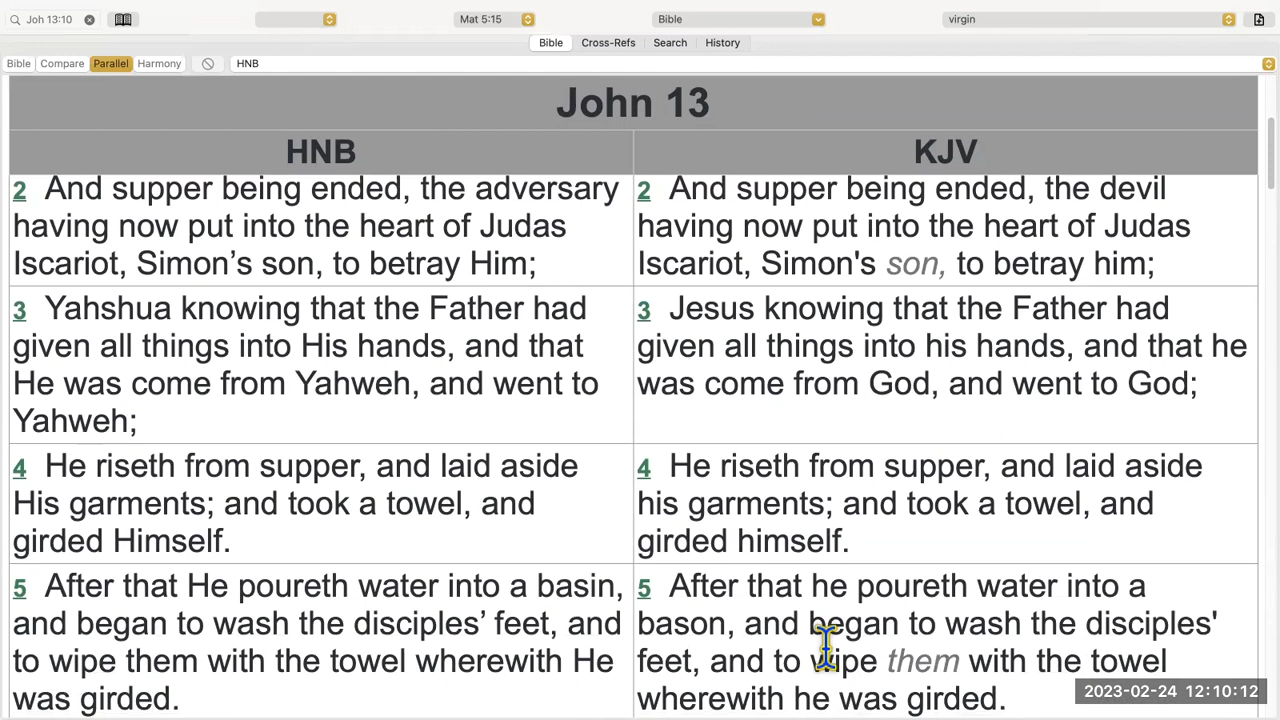 Joh 13:10
Mat 5:15
Bible
virgin
Bible Cross-Refs Search History
Bible Compare Parallel Harmony HNB
John 13
HNB
KJV
2 And supper being ended, the adversary
having now put into the heart of Judas
Iscariot, Simon’s son, to betray Him;
2 And supper being ended, the devil
having now put into the heart of Judas
Iscariot, Simon's son, to betray him;
3 Yahshua knowing that the Father had
given all things into His hands, and that
He was come from Yahweh, and went to
Yahweh;
3 Jesus knowing that the Father had
given all things into his hands, and that he
was come from God, and went to God;
4 He riseth from supper, and laid aside
His garments; and took a towel, and
girded Himself.
4 He riseth from supper, and laid aside
his garments; and took a towel, and
girded himself.
5 After that He poureth water into a basin,
and began to wash the disciples’ feet, and
to wipe them with the towel wherewith He
was girded.
5 After that he poureth water into a
bason, and began to wash the disciples'
feet, and to wipe them with the towel
wherewith he was girded.
2023-02-24 12:10:12